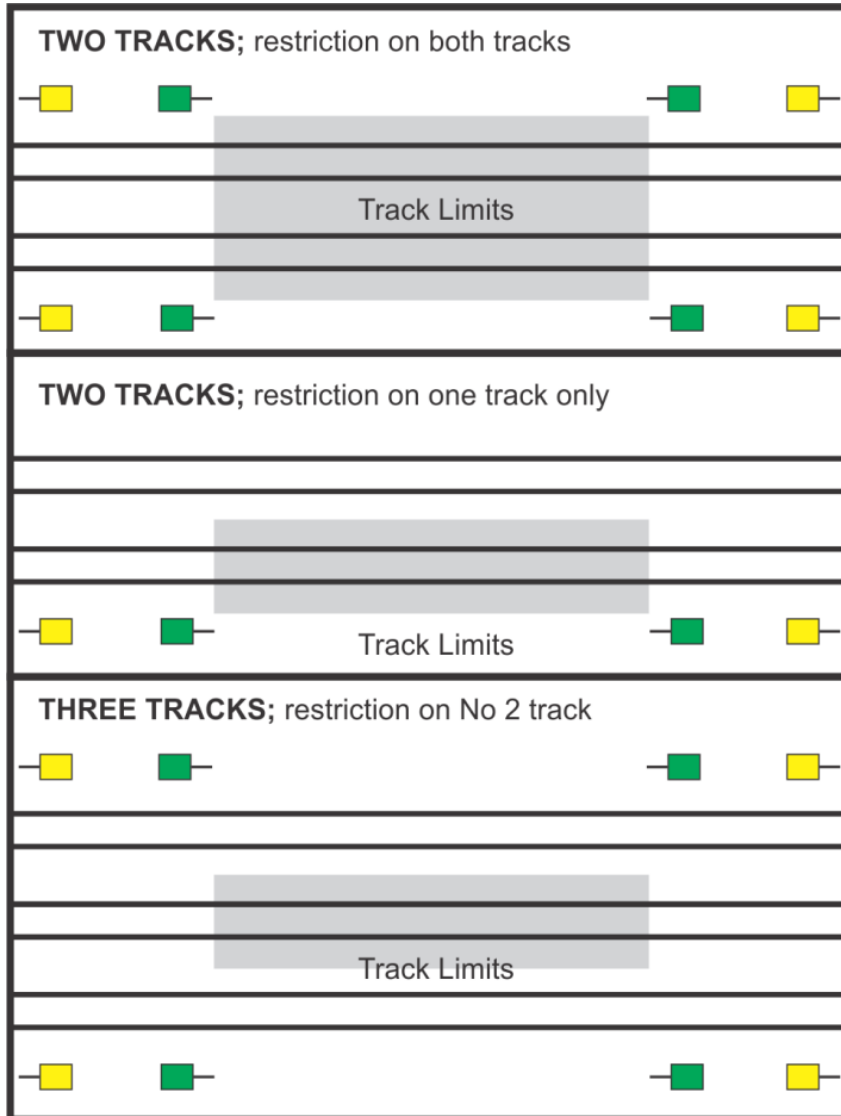 TWO TRACKS; restriction on both tracks
Track Limits
TWO TRACKS; restriction on one track only
Track Limits
THREE TRACKS; restriction on No 2 track
Track Limits